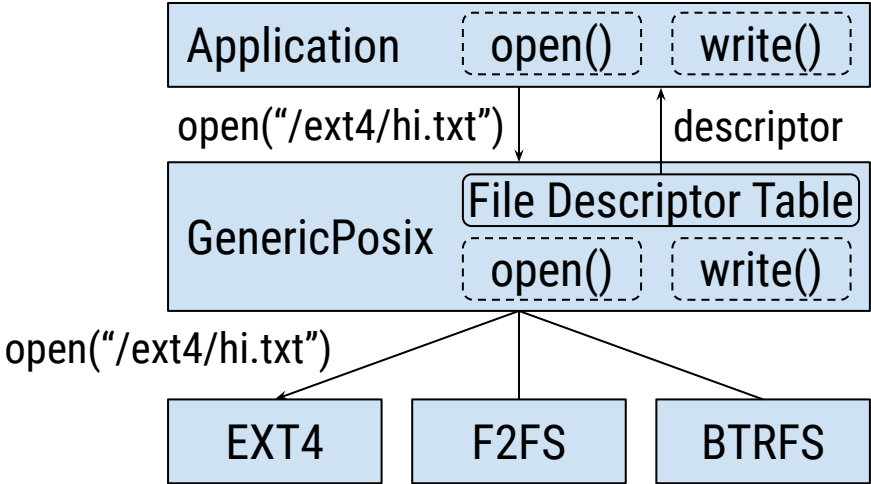 Application open() write()
open(“/ext4/hi.txt”) descriptor
File Descriptor Table
GenericPosix
open() write()
open(“/ext4/hi.txt”)
EXT4 F2FS BTRFS